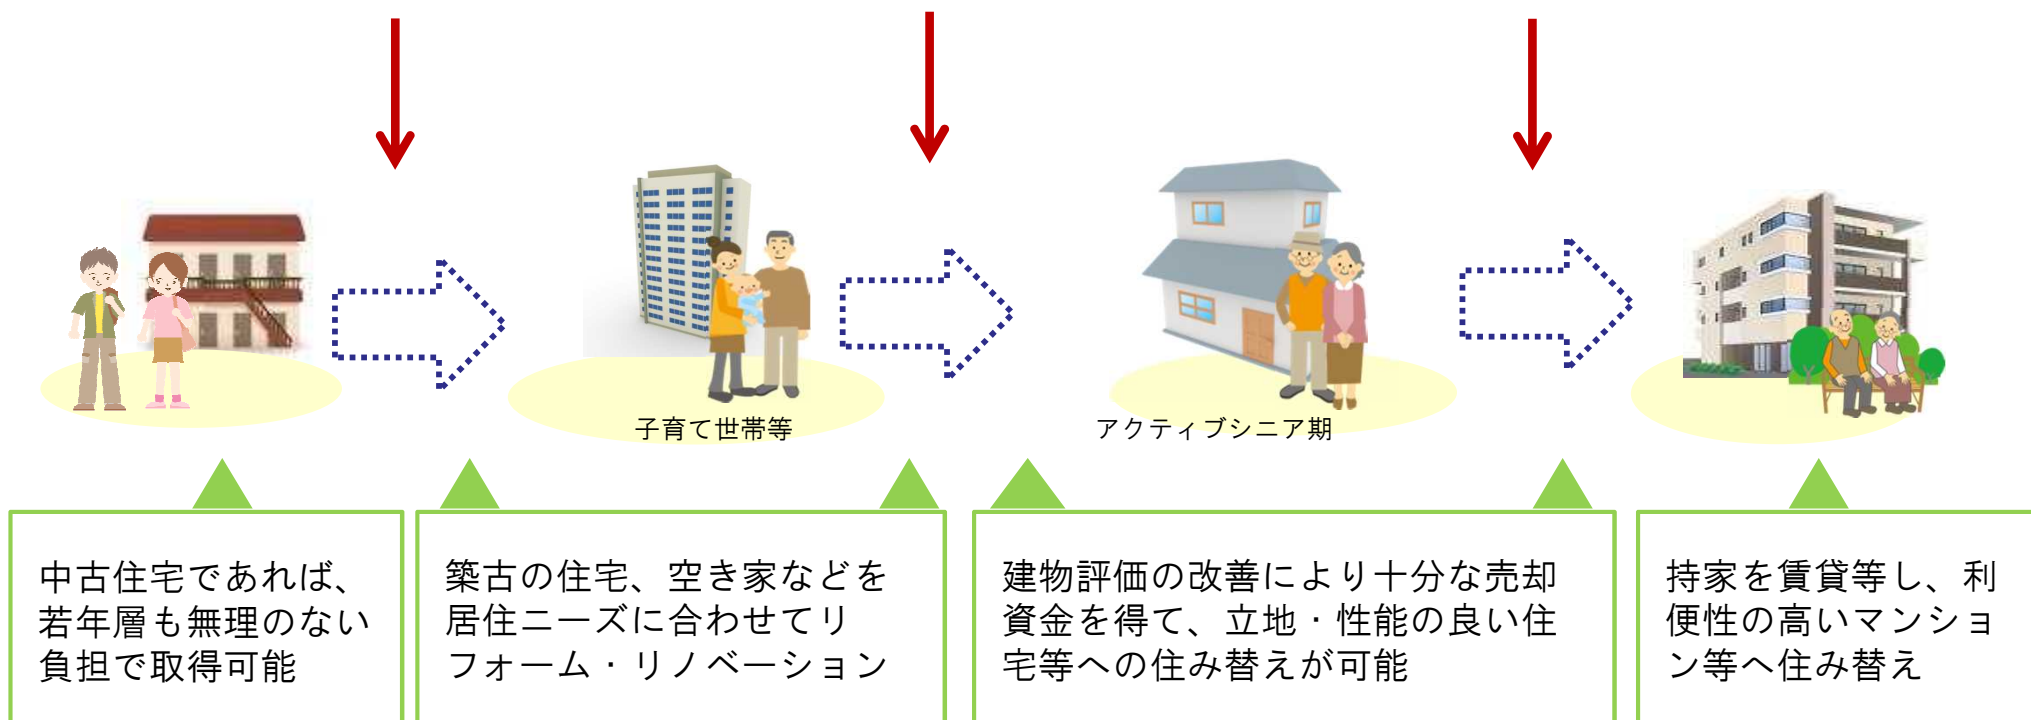 子育て世帯等
アクティブシニア期
中古住宅であれば、
若年層も無理のない
負担で取得可能
築古の住宅、空き家などを
居住ニーズに合わせてリ
フォーム・リノベーション
建物評価の改善により十分な売却
資金を得て、立地・性能の良い住
宅等への住み替えが可能
持家を賃貸等し、利
便性の高いマンショ
ン等へ住み替え